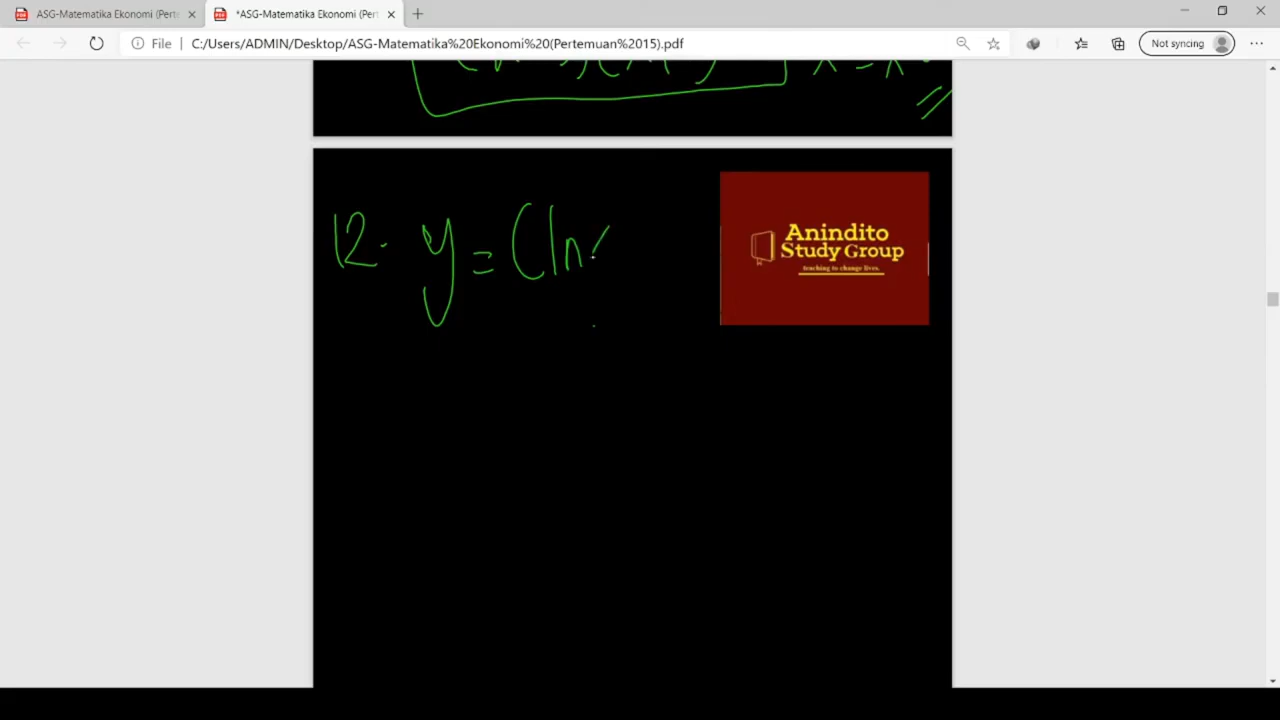 ASG-Matematika Ekonomi (Perte
*ASG-Matematika Ekonomi (Pert
File | C:/Users/ADMIN/Desktop/ASG-Matematika%20Ekonomi%20(Pertemuan%2015).pdf
Not syncing
12. y = (ln
Anindito
Study Group
teaching to change lives.